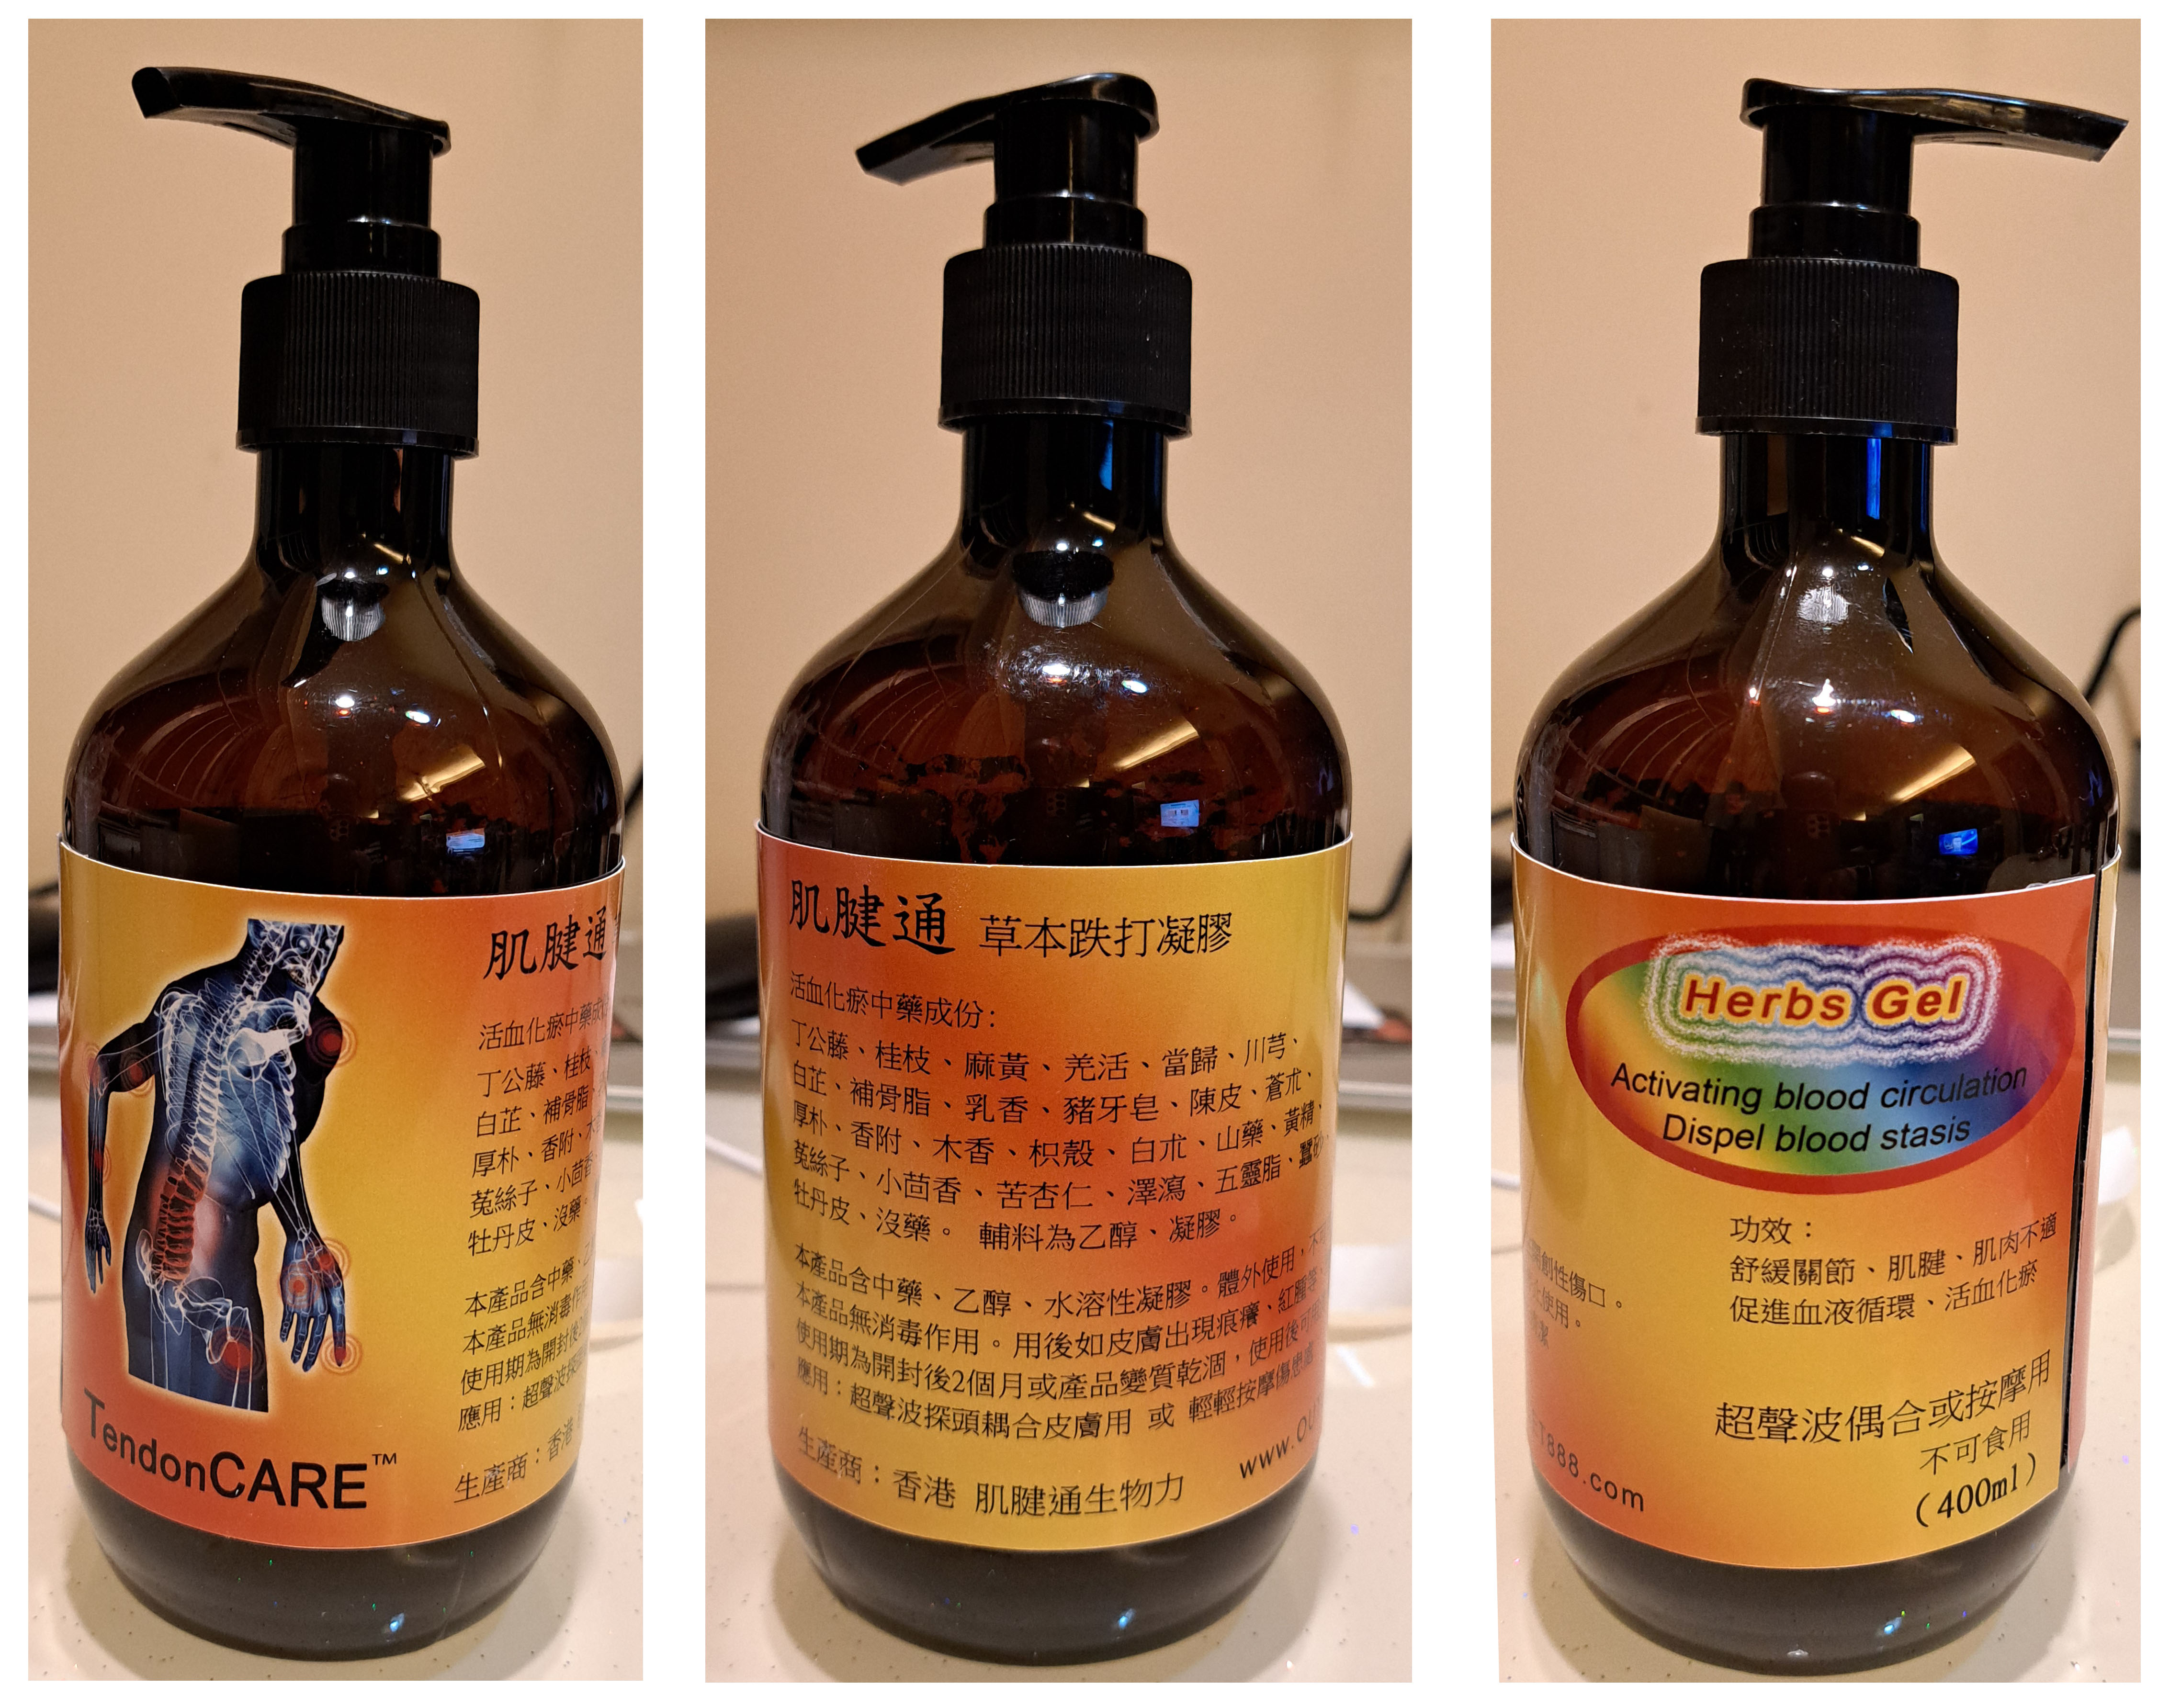 肌腱通
活血化瘀中藥成
丁公藤、桂枝、
白芷、補骨脂、
厚朴、香附、木
菟絲子、小茴香
牡丹皮、沒藥。
本產品含中藥、乙
本產品無消毒作用
使用期為開封後2
應用：超聲波探
生產商：香港
TendonCARE™
肌腱通 草本跌打凝膠
活血化瘀中藥成份：
丁公藤、桂枝、麻黃、羌活、當歸、川芎、
白芷、補骨脂、乳香、豬牙皂、陳皮、蒼朮、
厚朴、香附、木香、枳殼、白朮、山藥、黃精、
菟絲子、小茴香、苦杏仁、澤瀉、五靈脂、蠶砂、
牡丹皮、沒藥。 輔料為乙醇、凝膠。
本產品含中藥、乙醇、水溶性凝膠。體外使用，不
本產品無消毒作用。用後如皮膚出現痕癢、紅腫等、
使用期為開封後2個月或產品變質乾涸，使用後可用
應用：超聲波探頭耦合皮膚用 或 輕輕按摩傷患處
生產商：香港 肌腱通生物力
www.OU
Herbs Gel
Activating blood circulation
Dispel blood stasis
創性傷口。
使用。
潔
功效：
舒緩關節、肌腱、肌肉不適
促進血液循環、活血化瘀
超聲波偶合或按摩用
不可食用
(400ml)
T888.com